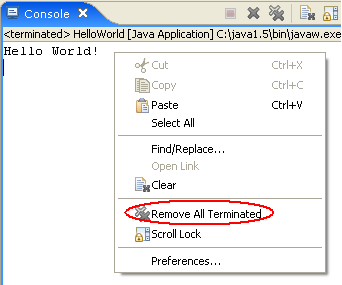 Console
<terminated> HelloWorld [Java Application] C:\java1.5\bin\javaw.exe
Hello World!
Cut Ctrl+X
Copy Ctrl+C
Paste Ctrl+V
Select All
Find/Replace...
Open Link
Clear
Remove All Terminated
Scroll Lock
Preferences...